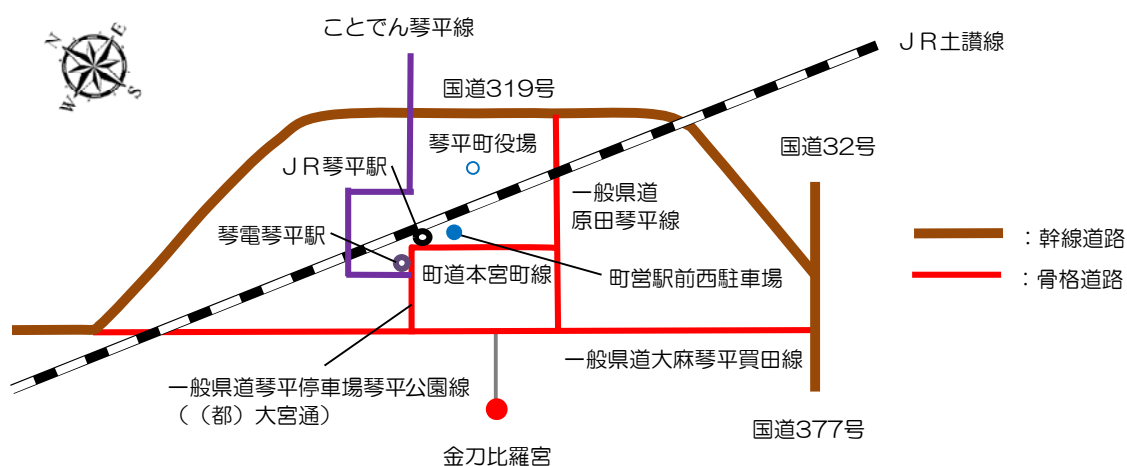 ことでん琴平線
ＪＲ土讃線
N
E
W
S
国道319号
琴平町役場
国道32号
ＪＲ琴平駅
一般県道
原田琴平線
琴電琴平駅
：幹線道路
町道本宮町線
町営駅前西駐車場
：骨格道路
一般県道大麻琴平買田線
一般県道琴平停車場琴平公園線
（（都）大宮通）
国道377号
金刀比羅宮